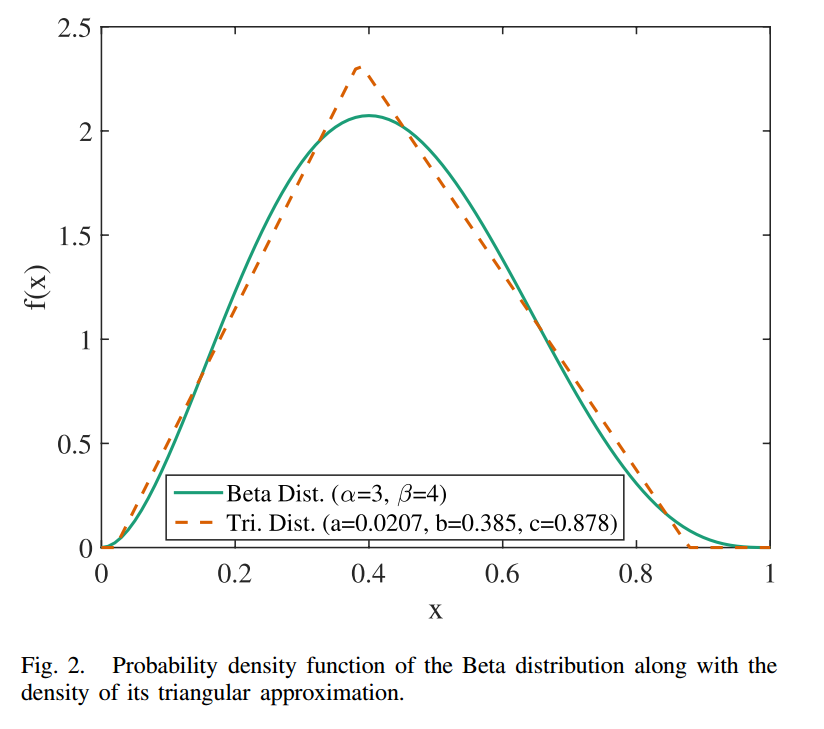 2.5
2
1.5
1
0.5
0
f(x)
Beta Dist. (α=3, β=4)
Tri. Dist. (a=0.0207, b=0.385, c=0.878)
0 0.2 0.4 0.6 0.8 1
x
Fig. 2. Probability density function of the Beta distribution along with the
density of its triangular approximation.